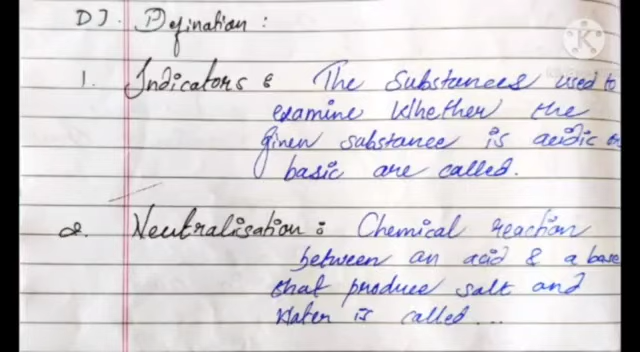 D]. Defination :
1. Indicators : The Substances used to
examine Whether the
given substance is acidic or
basic are called.
2. Neutralisation : Chemical reaction
between an acid & a base
that produce salt and
Water is called ...